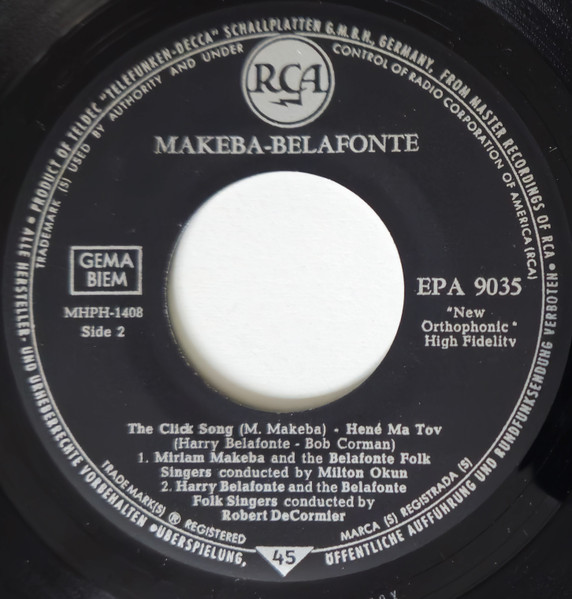 PRODUCT OF TELDEC "TELEFUNKEN-DECCA" SCHALLPLATTEN G.M.B.H., GERMANY, FROM MASTER RECORDINGS OF RCA •
ALLE HERSTELLER- UND URHEBERRECHTE VORBEHALTEN • ÜBERSPIELUNG, ÖFFENTLICHE AUFFÜHRUNG UND RUNDFUNKSENDUNG VERBOTEN •
TRADEMARK (S) USED BY AUTHORITY AND UNDER CONTROL OF RADIO CORPORATION OF AMERICA (RCA)
RCA
MAKEBA-BELAFONTE
GEMA
BIEM
MHPH-1408
Side 2
EPA 9035
"New
Orthophonic"
High Fidelity
The Click Song (M. Makeba) - Hené Ma Tov
(Harry Belafonte - Bob Corman)
1. Miriam Makeba and the Belafonte Folk
Singers conducted by Milton Okun
2. Harry Belafonte and the Belafonte
Folk Singers conducted by
Robert DeCormier
TRADE MARK(S) ® REGISTERED
MARCA (S) REGISTRADA (S)
45